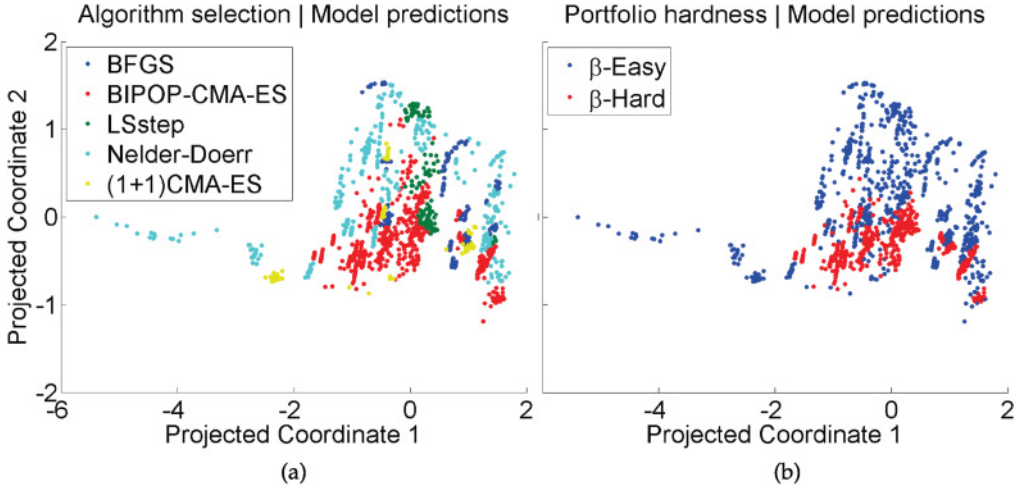 Algorithm selection | Model predictions
2
1
0
-1
-2
Projected Coordinate 2
BFGS
BIPOP-CMA-ES
LSstep
Nelder-Doerr
(1+1)CMA-ES
-6
-4
-2
0
2
Projected Coordinate 1
(a)
Portfolio hardness | Model predictions
β-Easy
β-Hard
-4
-2
0
2
Projected Coordinate 1
(b)